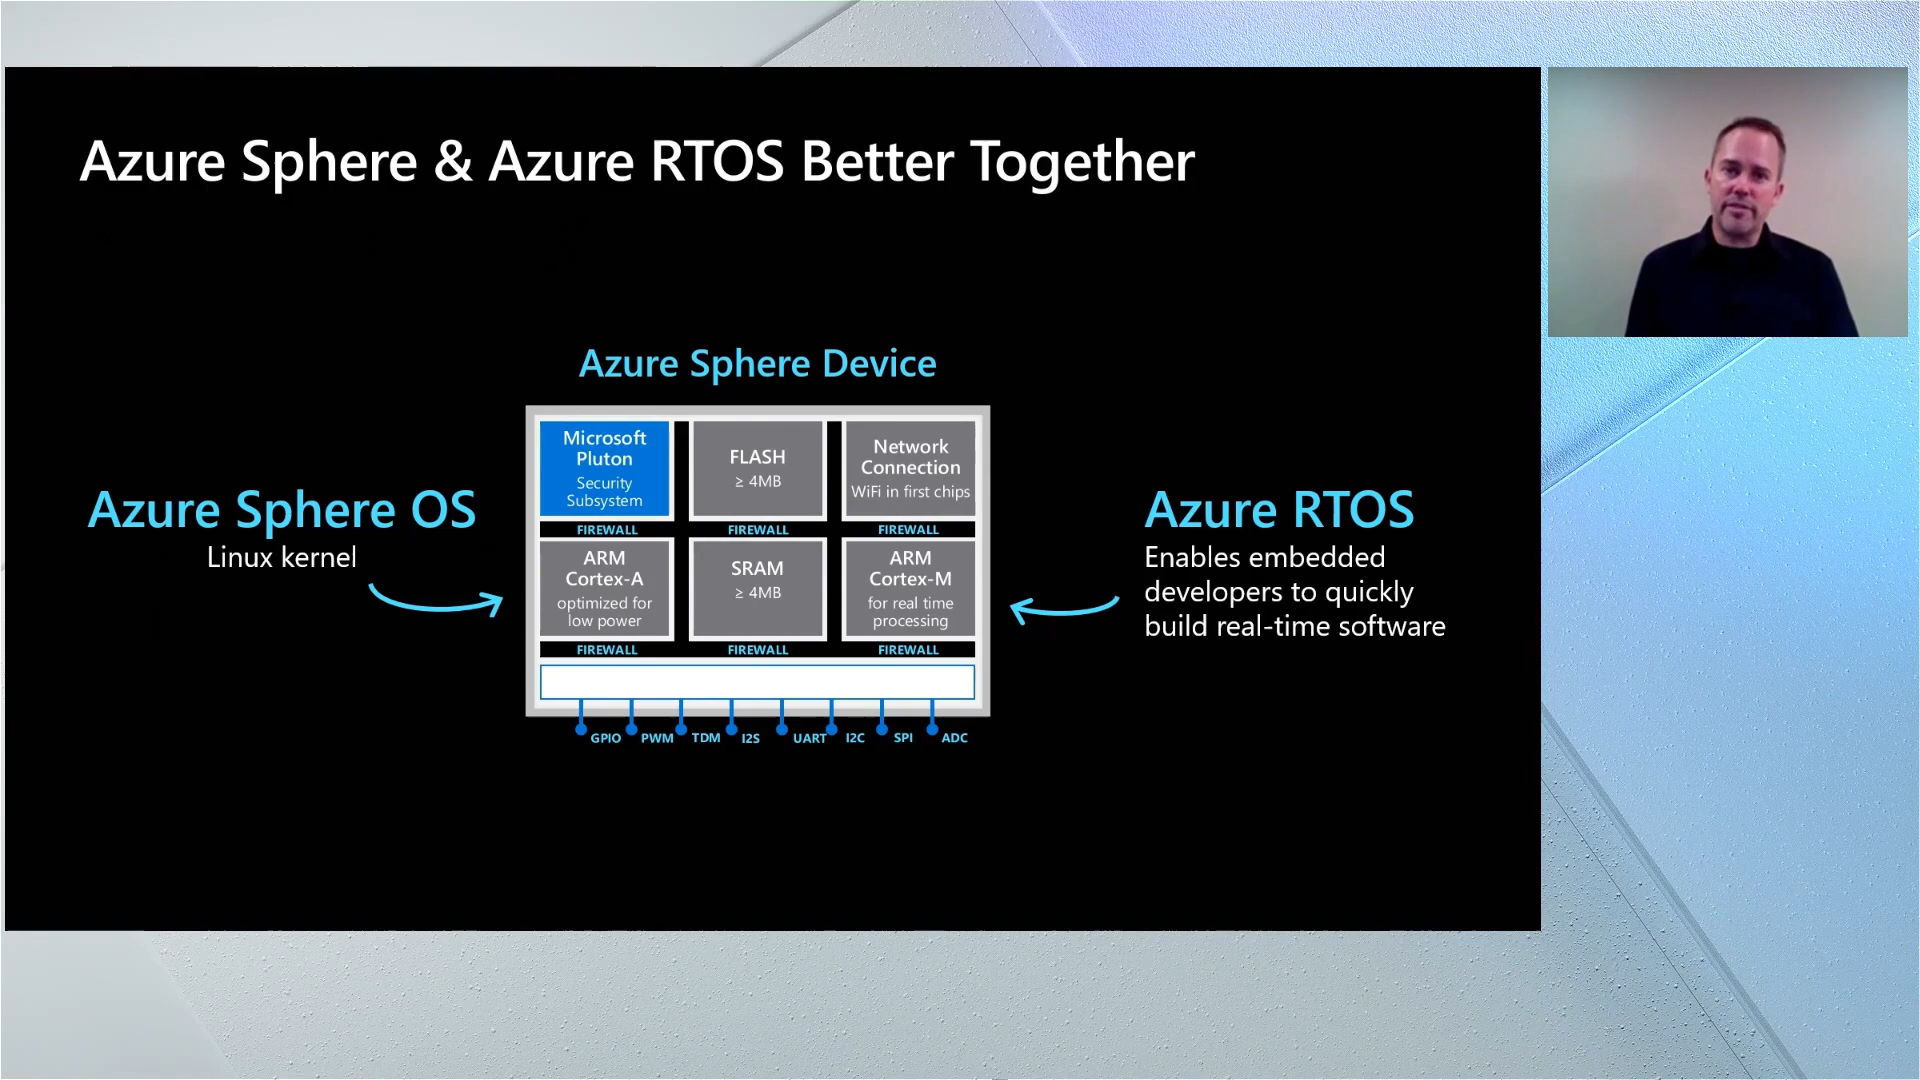 Azure Sphere & Azure RTOS Better Together
Azure Sphere Device
Microsoft
Pluton
Security
Subsystem
FLASH
≥ 4MB
Network
Connection
WiFi in first chips
FIREWALL
FIREWALL
FIREWALL
ARM
Cortex-A
optimized for
low power
SRAM
≥ 4MB
ARM
Cortex-M
for real time
processing
FIREWALL
FIREWALL
FIREWALL
GPIO PWM TDM I2S UART I2C SPI ADC
Azure Sphere OS
Linux kernel
Azure RTOS
Enables embedded
developers to quickly
build real-time software